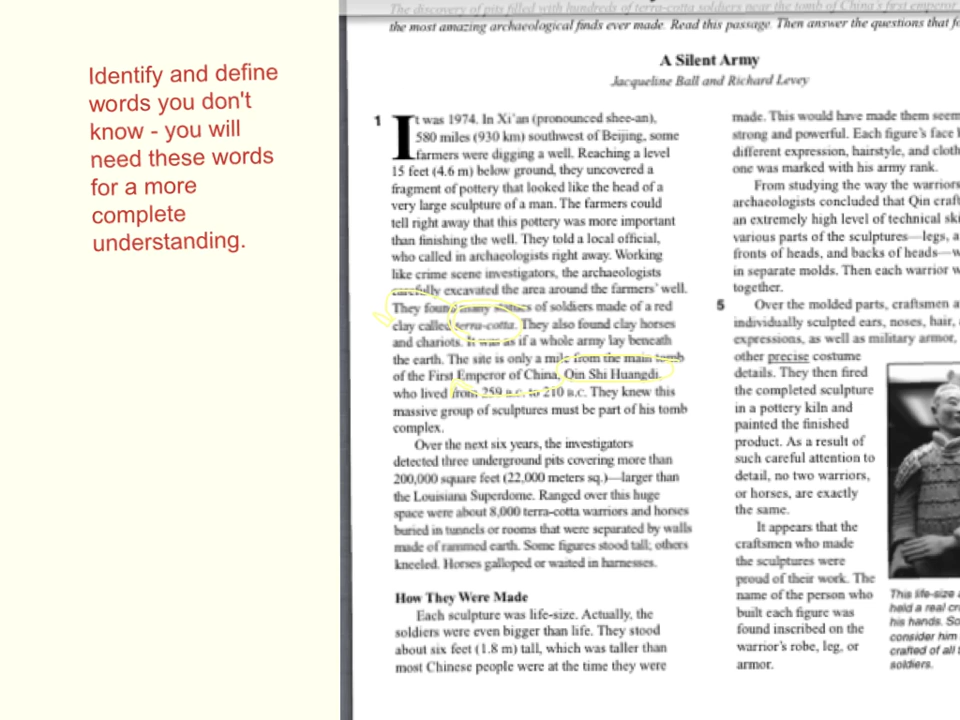 The discovery of pits filled with hundreds of terra-cotta soldiers near the tomb of China's first emperor
the most amazing archaeological finds ever made. Read this passage. Then answer the questions that
Identify and define
words you don't
know - you will
need these words
for a more
complete
understanding.
A Silent Army
Jacqueline Ball and Richard Levey
1 It was 1974. In Xi'an (pronounced shee-an),
580 miles (930 km) southwest of Beijing, some
farmers were digging a well. Reaching a level
15 feet (4.6 m) below ground, they uncovered a
fragment of pottery that looked like the head of a
very large sculpture of a man. The farmers could
tell right away that this pottery was more important
than finishing the well. They told a local official,
who called in archaeologists right away. Working
like crime scene investigators, the archaeologists
carefully excavated the area around the farmers' well.
They found many statues of soldiers made of a red
clay called terra-cotta. They also found clay horses
and chariots. It was as if a whole army lay beneath
the earth. The site is only a mile from the main tomb
of the First Emperor of China, Qin Shi Huangdi,
who lived from 259 B.C. to 210 B.C. They knew this
massive group of sculptures must be part of his tomb
complex.
Over the next six years, the investigators
detected three underground pits covering more than
200,000 square feet (22,000 meters sq.)—larger than
the Louisiana Superdome. Ranged over this huge
space were about 8,000 terra-cotta warriors and horses
buried in tunnels or rooms that were separated by walls
made of rammed earth. Some figures stood tall; others
kneeled. Horses galloped or waited in harnesses.
How They Were Made
Each sculpture was life-size. Actually, the
soldiers were even bigger than life. They stood
about six feet (1.8 m) tall, which was taller than
most Chinese people were at the time they were
made. This would have made them seem
strong and powerful. Each figure's face
different expression, hairstyle, and
one was marked with his army rank.
From studying the way the warriors
archaeologists concluded that Qin
an extremely high level of technical
various parts of the sculptures—legs,
fronts of heads, and backs of heads—
in separate molds. Then each warrior
together.
5 Over the molded parts, craftsmen
individually sculpted ears, noses, hair,
expressions, as well as military armor,
other precise costume
details. They then fired
the completed sculpture
in a pottery kiln and
painted the finished
product. As a result of
such careful attention to
detail, no two warriors,
or horses, are exactly
the same.
It appears that the
craftsmen who made
the sculptures were
proud of their work. The
name of the person who
built each figure was
found inscribed on the
warrior's robe, leg, or
armor.
This life-size
held a real
his hands.
consider him
crafted of all
soldiers.